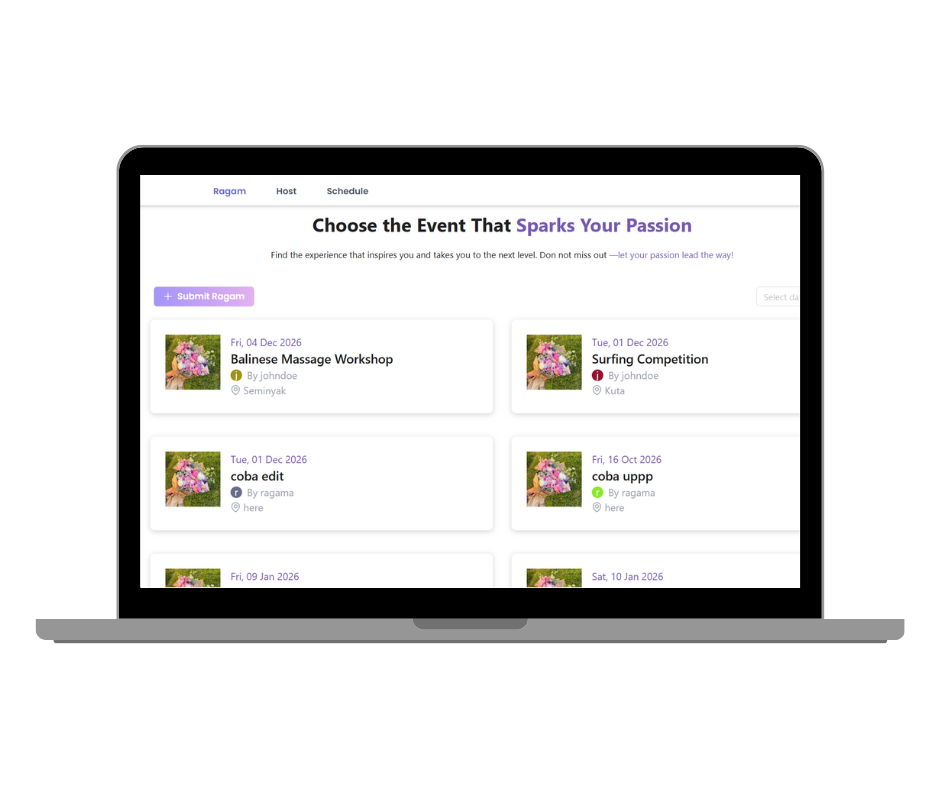 Ragam Host Schedule
Choose the Event That Sparks Your Passion
Find the experience that inspires you and takes you to the next level. Don not miss out —let your passion lead the way!
+ Submit Ragam
Select da
Fri, 04 Dec 2026
Balinese Massage Workshop
j By johndoe
Seminyak
Tue, 01 Dec 2026
Surfing Competition
j By johndoe
Kuta
Tue, 01 Dec 2026
coba edit
r By ragama
here
Fri, 16 Oct 2026
coba uppp
r By ragama
here
Fri, 09 Jan 2026
Sat, 10 Jan 2026